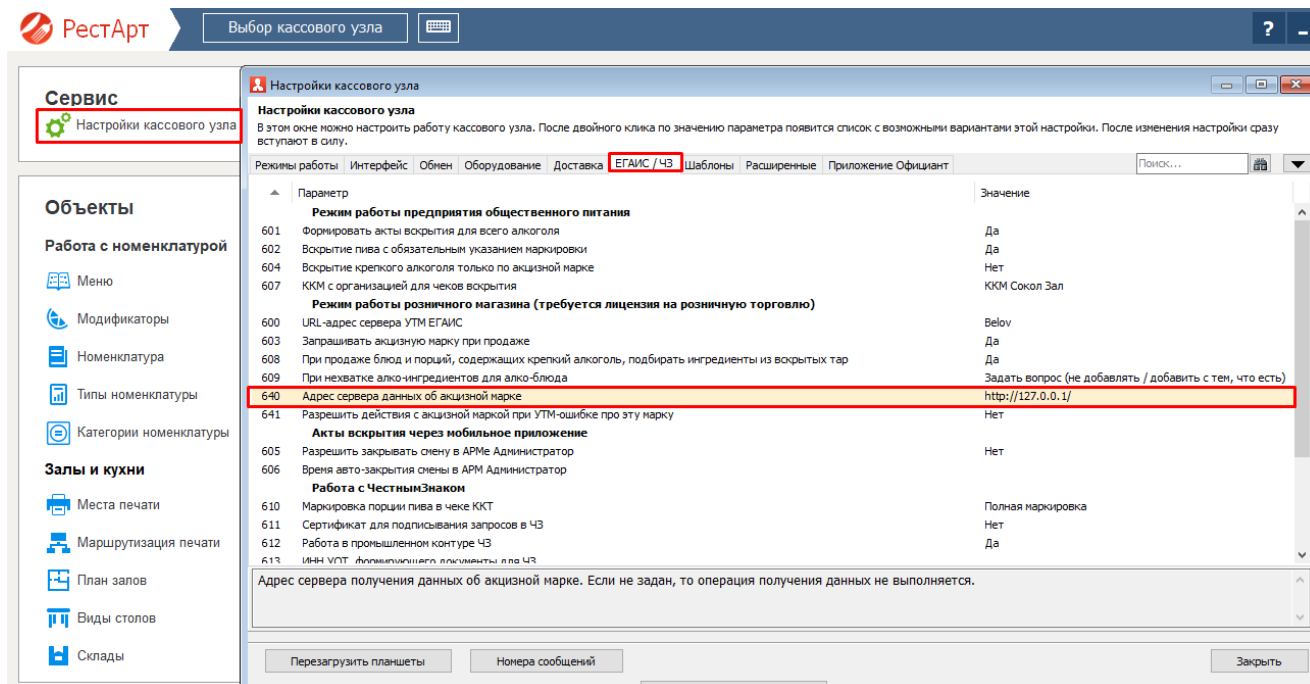 РестАрт
Выбор кассового узла
?
Сервис
Настройки кассового узла
Объекты
Работа с номенклатурой
Меню
Модификаторы
Номенклатура
Типы номенклатуры
Категории номенклатуры
Залы и кухни
Места печати
Маршрутизация печати
План залов
Виды столов
Склады
Настройки кассового узла
Настройки кассового узла
В этом окне можно настроить работу кассового узла. После двойного клика по значению параметра появится список с возможными вариантами этой настройки. После изменения настройки сразу
вступают в силу.
Режимы работы Интерфейс Обмен Оборудование Доставка ЕГАИС / ЧЗ Шаблоны Расширенные Приложение Официант Поиск...
Параметр Значение
Режим работы предприятия общественного питания
601 Формировать акты вскрытия для всего алкоголя Да
602 Вскрытие пива с обязательным указанием маркировки Да
604 Вскрытие крепкого алкоголя только по акцизной марке Нет
607 ККМ с организацией для чеков вскрытия ККМ Сокол Зал
Режим работы розничного магазина (требуется лицензия на розничную торговлю)
600 URL-адрес сервера УТМ ЕГАИС Belov
603 Запрашивать акцизную марку при продаже Да
608 При продаже блюд и порций, содержащих крепкий алкоголь, подбирать ингредиенты из вскрытых тар Да
609 При нехватке алко-ингредиентов для алко-блюда Задать вопрос (не добавлять / добавить с тем, что есть)
640 Адрес сервера данных об акцизной марке http://127.0.0.1/
641 Разрешить действия с акцизной маркой при УТМ-ошибке про эту марку Нет
Акты вскрытия через мобильное приложение
605 Разрешить закрывать смену в АРМе Администратор Нет
606 Время авто-закрытия смены в АРМ Администратор
Работа с ЧестнымЗнаком
610 Маркировка порции пива в чеке ККТ Полная маркировка
611 Сертификат для подписывания запросов в ЧЗ Нет
612 Работа в промышленном контуре ЧЗ Да
613 ИНН УОТ, формирующего документы для ЧЗ
Адрес сервера получения данных об акцизной марке. Если не задан, то операция получения данных не выполняется.
Перезагрузить планшеты Номера сообщений Закрыть